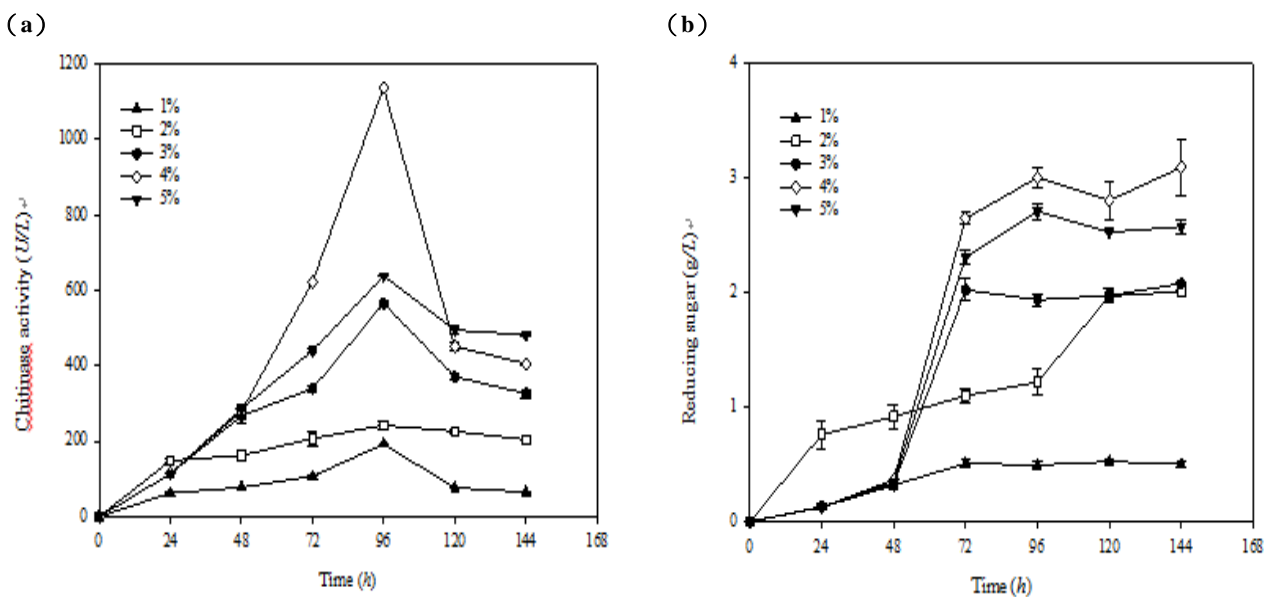 (a)
1200
1000
800
600
400
200
0
Chitinase activity (U/L)↵
1%
2%
3%
4%
5%
0 24 48 72 96 120 144 168
Time (h)
(b)
4
3
2
1
0
Reducing sugar (g/L)↵
1%
2%
3%
4%
5%
0 24 48 72 96 120 144 168
Time (h)